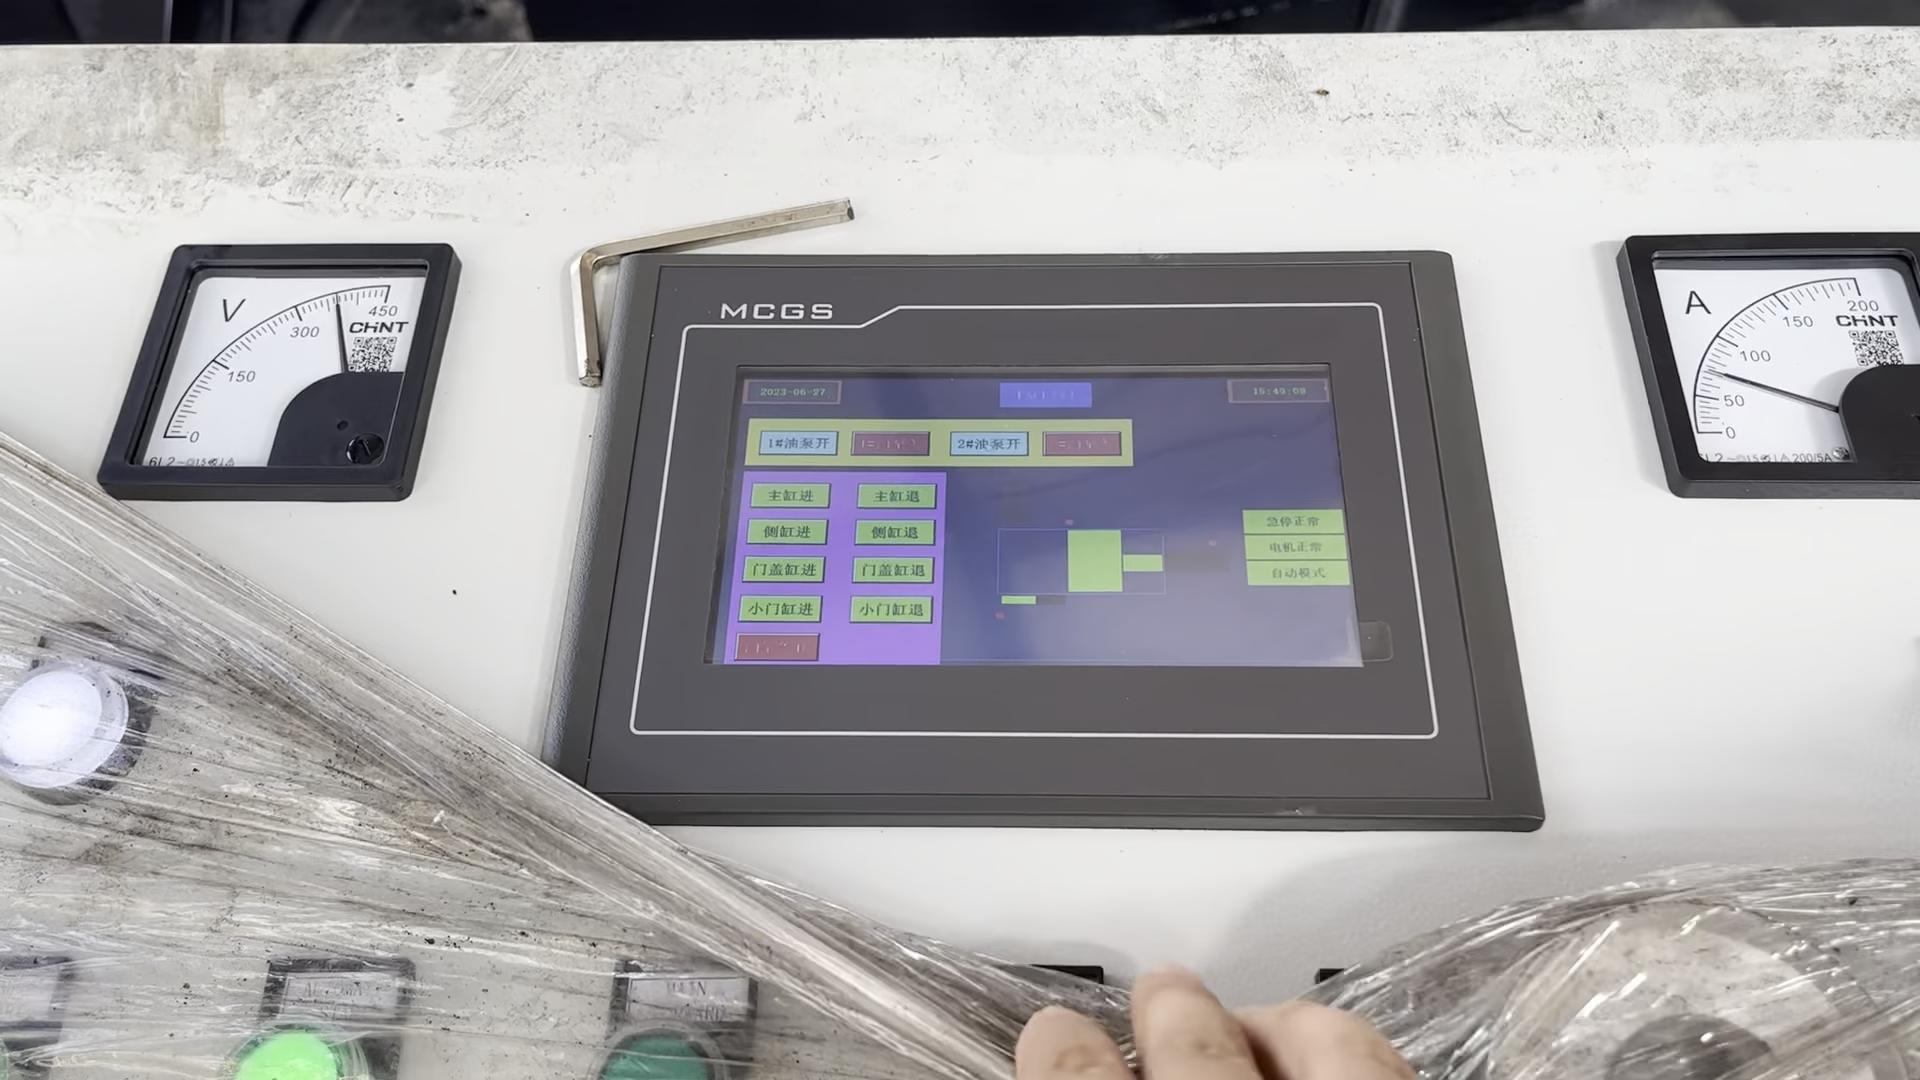 V
450
300
150
0
CHNT
MCGS
2023-06-27
15:49:09
1#油泵开
2#油泵开
主缸进
主缸退
侧缸进
侧缸退
门盖缸进
门盖缸退
小门缸进
小门缸退
急停正常
电机正常
自动模式
A
200
150
100
50
0
CHNT
200/5A
MAIN